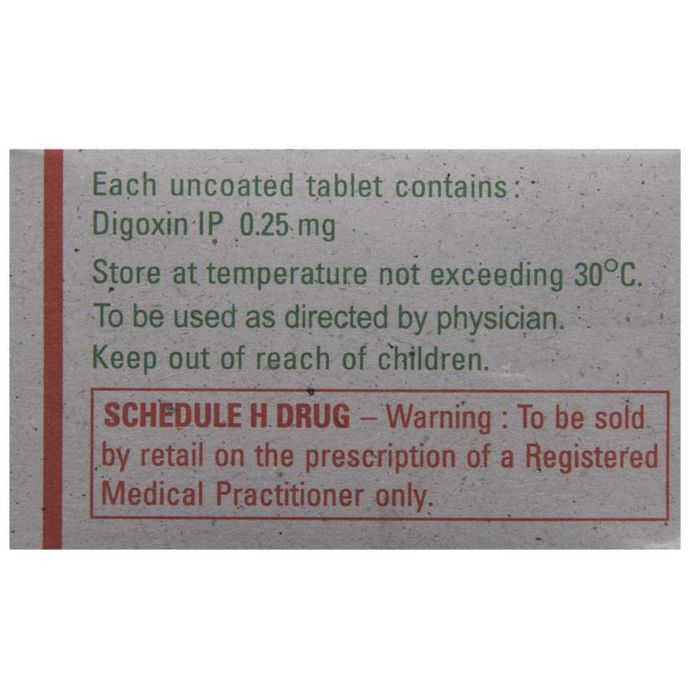 Each uncoated tablet contains :
Digoxin IP 0.25 mg
Store at temperature not exceeding 30°C.
To be used as directed by physician.
Keep out of reach of children.
SCHEDULE H DRUG – Warning : To be sold
by retail on the prescription of a Registered
Medical Practitioner only.